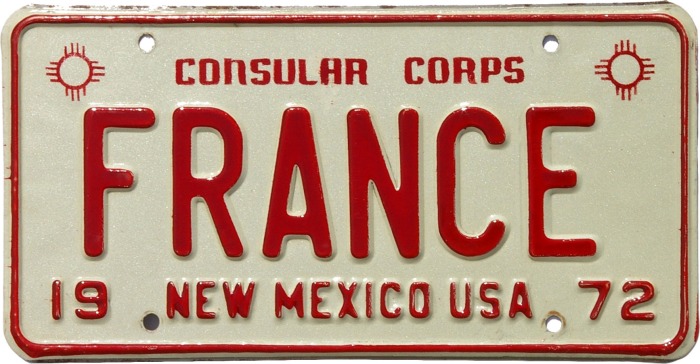 CONSULAR CORPS
FRANCE
19 NEW MEXICO USA 72